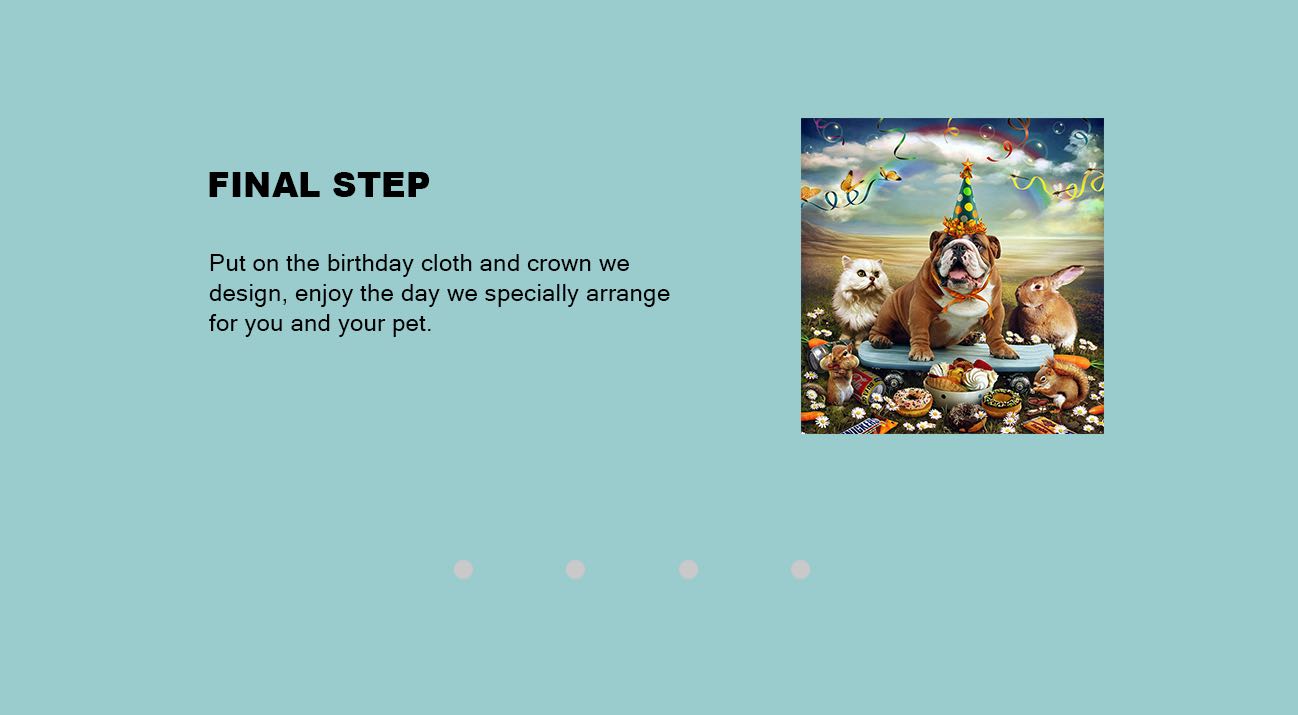 FINAL STEP
Put on the birthday cloth and crown we
design, enjoy the day we specially arrange
for you and your pet.